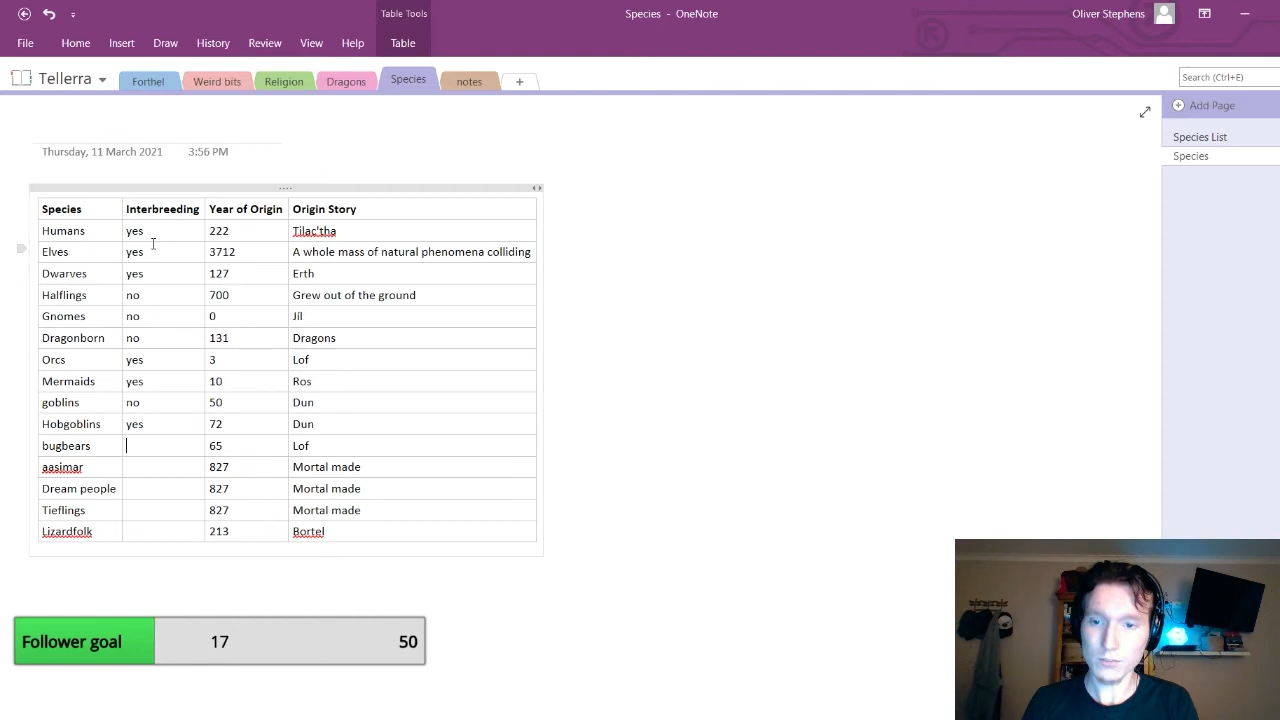 Table Tools
Species - OneNote
Oliver Stephens
File Home Insert Draw History Review View Help Table
Tellerra Forthel Weird bits Religion Dragons Species notes
Search (Ctrl+E)
Add Page
Species List
Species
Thursday, 11 March 2021 3:56 PM
Species Interbreeding Year of Origin Origin Story
Humans yes 222 Tilac'tha
Elves yes 3712 A whole mass of natural phenomena colliding
Dwarves yes 127 Erth
Halflings no 700 Grew out of the ground
Gnomes no 0 Jil
Dragonborn no 131 Dragons
Orcs yes 3 Lof
Mermaids yes 10 Ros
goblins no 50 Dun
Hobgoblins yes 72 Dun
bugbears 65 Lof
aasimar 827 Mortal made
Dream people 827 Mortal made
Tieflings 827 Mortal made
Lizardfolk 213 Bortel
Follower goal 17 50